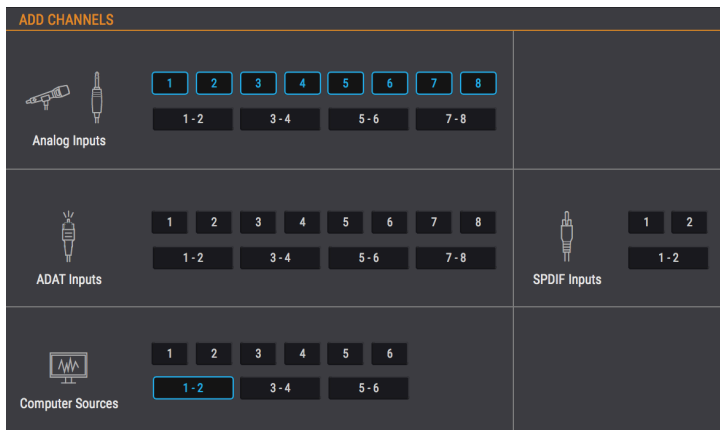 ADD CHANNELS
1 2 3 4 5 6 7 8
1 - 2 3 - 4 5 - 6 7 - 8
Analog Inputs
1 2 3 4 5 6 7 8
1 - 2 3 - 4 5 - 6 7 - 8
ADAT Inputs
1 2
1 - 2
SPDIF Inputs
1 2 3 4 5 6
1 - 2 3 - 4 5 - 6
Computer Sources